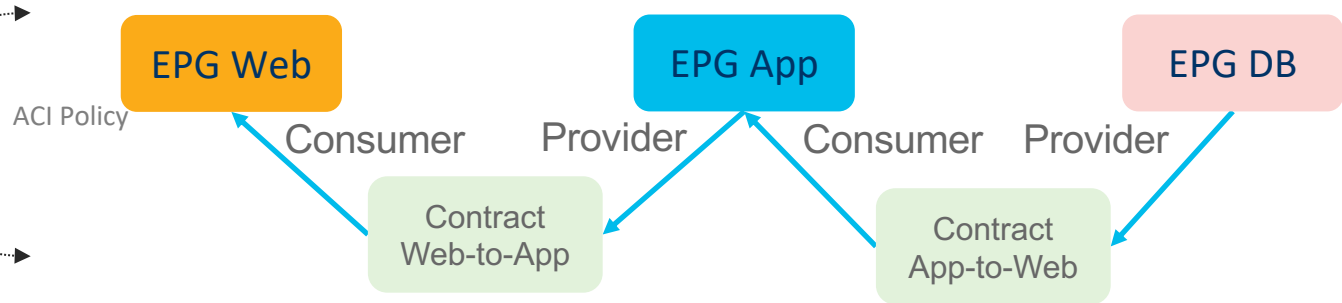 EPG Web
EPG App
EPG DB
ACI Policy
Consumer
Provider
Consumer
Provider
Contract
Web-to-App
Contract
App-to-Web